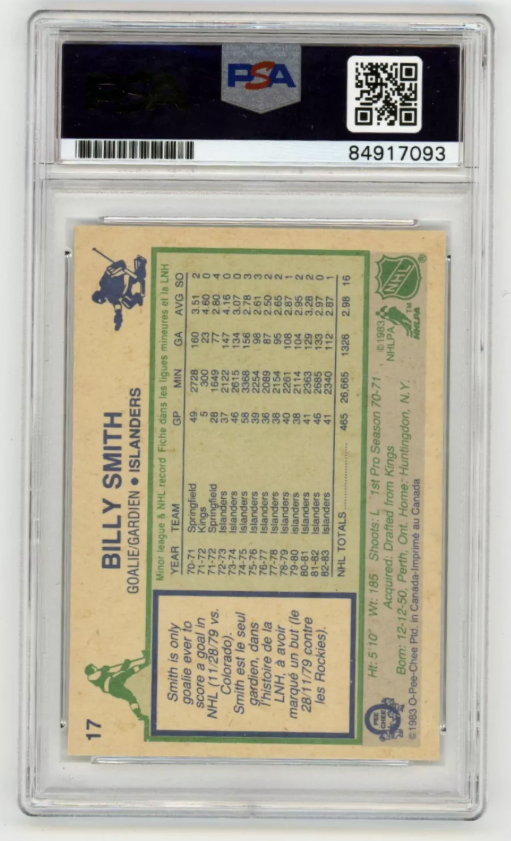 PSA
84917093
17
BILLY SMITH
GOALIE/GARDIEN • ISLANDERS
Smith is only
goalie ever to
score a goal in
NHL (11/28/79 vs.
Colorado).
Smith est le seul
gardien, dans
l'histoire de la
LNH, à avoir
marqué un but (le
28/11/79 contre
les Rockies).
Minor league & NHL record Fiche dans les ligues mineures et la LNH
YEAR TEAM GP MIN GA AVG SO
70-71 Springfield 49 2728 160 3.51 2
71-72 Kings 5 300 23 4.60 0
71-72 Springfield 28 1649 77 2.80 4
72-73 Islanders 37 2122 147 4.16 0
73-74 Islanders 46 2615 134 3.07 0
74-75 Islanders 58 3368 156 2.78 3
75-76 Islanders 39 2254 98 2.61 3
76-77 Islanders 36 2089 87 2.50 2
77-78 Islanders 38 2154 95 2.65 2
78-79 Islanders 40 2261 108 2.87 1
79-80 Islanders 38 2114 104 2.95 2
80-81 Islanders 41 2363 129 3.28 2
81-82 Islanders 46 2685 133 2.97 0
82-83 Islanders 41 2340 112 2.87 1
NHL TOTALS .......... 465 26,665 1326 2.98 16
Ht: 5'10" Wt: 185 Shoots: L 1st Pro Season 70-71
Acquired: Drafted from Kings
Born: 12-12-50, Perth, Ont. Home: Huntingdon, N.Y.
©1983 O-Pee-Chee Ptd. in Canada-Imprimé au Canada
O PEE CHEE
©1983
NHLPA
NHLPA ™
NHL ®